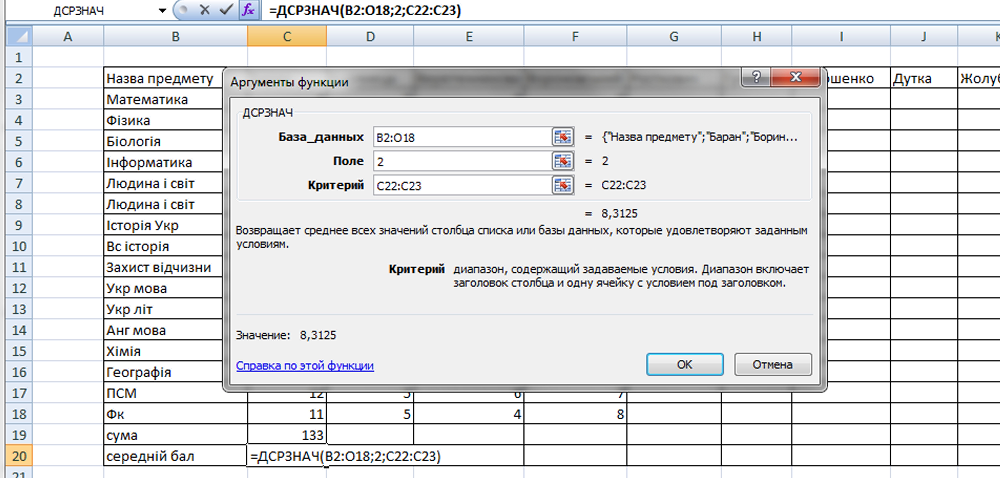 ДСРЗНАЧ fx =ДСРЗНАЧ(B2:O18;2;C22:C23)
A B C D E F G H I J
1
2 Назва предмету шенко Дутка Жолу
3 Математика
4 Фізика
5 Біологія
6 Інформатика
7 Людина і світ
8 Людина і світ
9 Історія Укр
10 Вс історія
11 Захист відчизни
12 Укр мова
13 Укр літ
14 Анг мова
15 Хімія
16 Географія
17 ПСМ 12 5 6 7
18 Фк 11 5 4 8
19 сума 133
20 середній бал =ДСРЗНАЧ(B2:O18;2;C22:C23)
21
Аргументы функции ? X
ДСРЗНАЧ
База_данных B2:O18 = {"Назва предмету";"Баран";"Борин...
Поле 2 = 2
Критерий C22:C23 = C22:C23
= 8,3125
Возвращает среднее всех значений столбца списка или базы данных, которые удовлетворяют заданным
условиям.
Критерий диапазон, содержащий задаваемые условия. Диапазон включает
заголовок столбца и одну ячейку с условием под заголовком.
Значение: 8,3125
Справка по этой функции
ОК Отмена